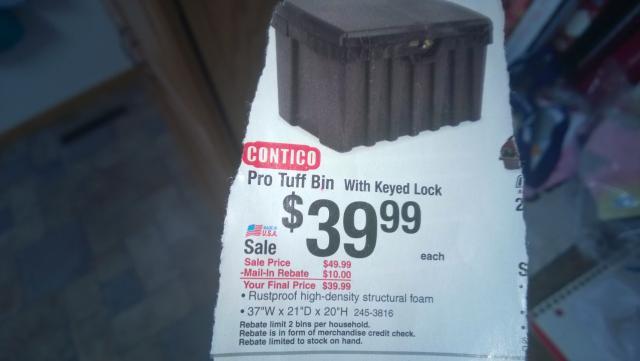 CONTICO
Pro Tuff Bin With Keyed Lock
MADE IN U.S.A.
Sale
$39.99
each
Sale Price $49.99
-Mail-In Rebate $10.00
Your Final Price $39.99
• Rustproof high-density structural foam
• 37"W x 21"D x 20"H 245-3816
Rebate limit 2 bins per household.
Rebate is in form of merchandise credit check.
Rebate limited to stock on hand.